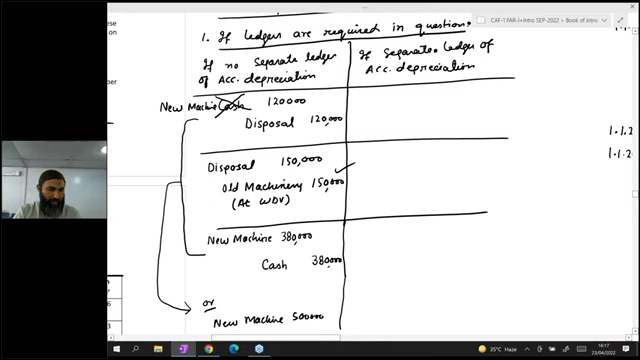 CAF-1 FAR-I+Intro SEP-2022 > Book of intro
1. If ledgers are required in question.
If no separate ledger
of Acc. depreciation
If separate ledger of
Acc. depreciation
New Machine Cash 120000
Disposal 120,000
Disposal 150,000
Old Machinery 150,000
(At WDV)
New Machine 380,000
Cash 380,000
or
New Machine 500000
1.1.2
1.1.2
35°C Haze
16:17
23/04/2022